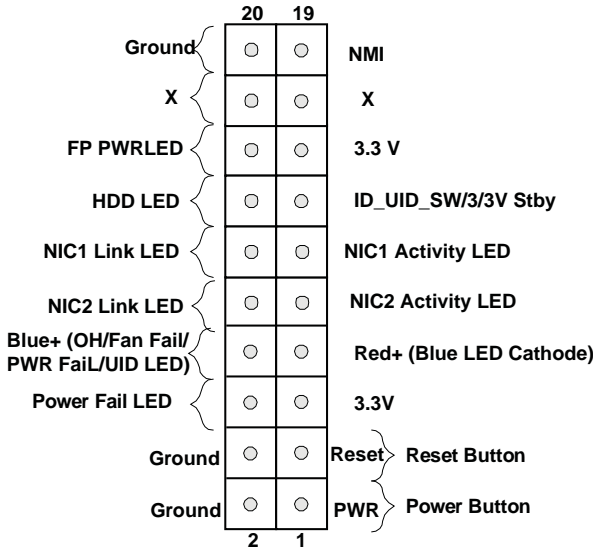 20 19
Ground NMI
X X
FP PWRLED 3.3 V
HDD LED ID_UID_SW/3/3V Stby
NIC1 Link LED NIC1 Activity LED
NIC2 Link LED NIC2 Activity LED
Blue+ (OH/Fan Fail/
PWR FaiL/UID LED) Red+ (Blue LED Cathode)
Power Fail LED 3.3V
Ground Reset Reset Button
Ground PWR Power Button
2 1